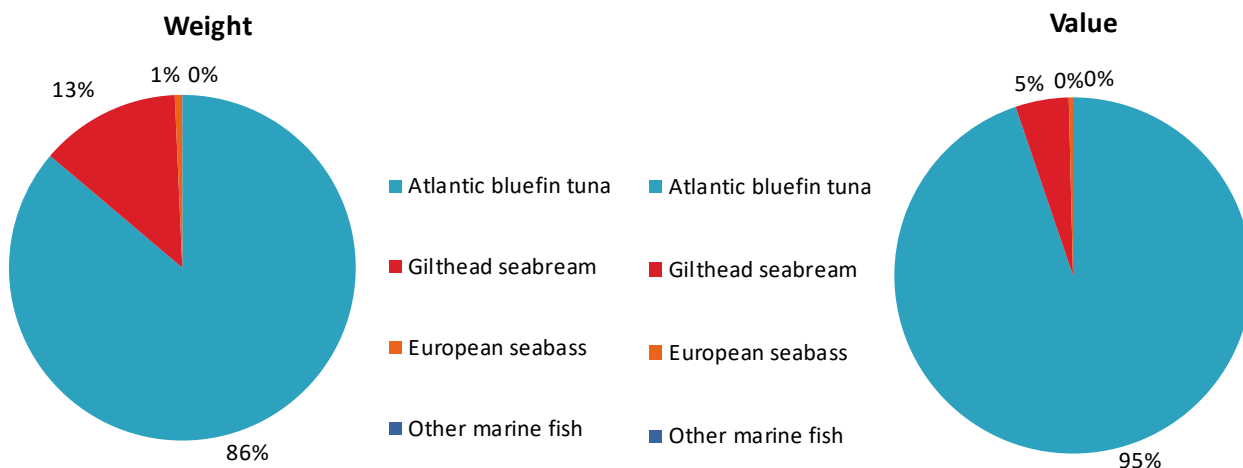 Weight
1% 0%
13%
86%
Atlantic bluefin tuna
Gilthead seabream
European seabass
Other marine fish
Value
5% 0%0%
95%
Atlantic bluefin tuna
Gilthead seabream
European seabass
Other marine fish